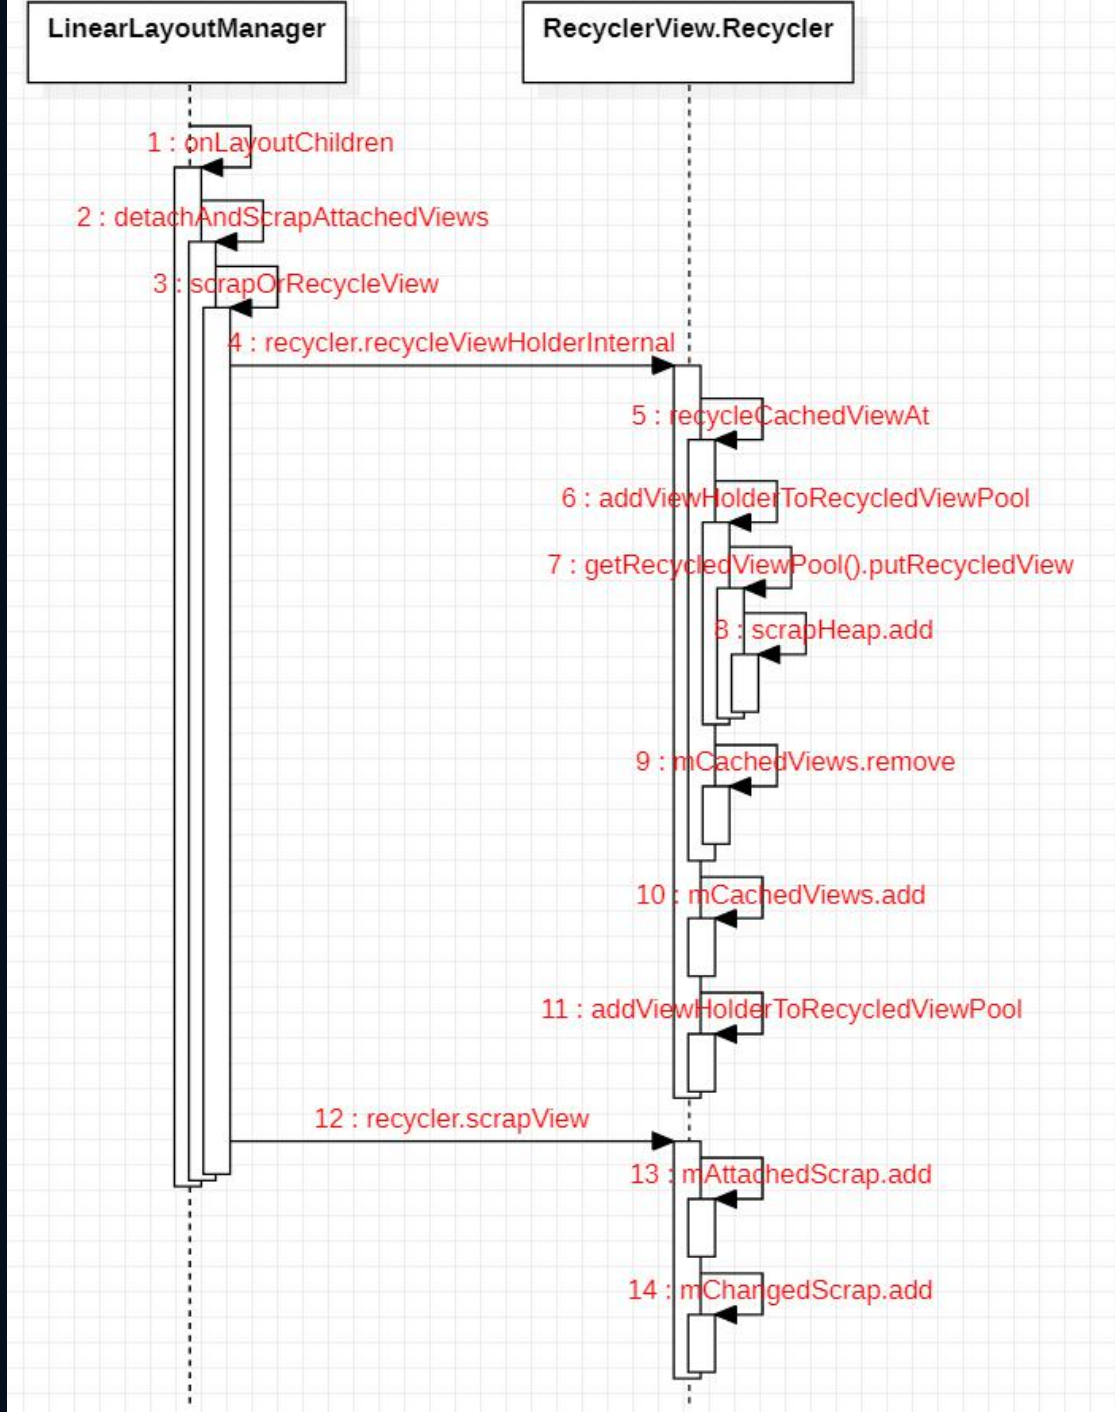 LinearLayoutManager
RecyclerView.Recycler
1 : onLayoutChildren
2 : detachAndScrapAttachedViews
3 : scrapOrRecycleView
4 : recycler.recycleViewHolderInternal
5 : recycleCachedViewAt
6 : addViewHolderToRecycledViewPool
7 : getRecycledViewPool().putRecycledView
8 : scrapHeap.add
9 : mCachedViews.remove
10 : mCachedViews.add
11 : addViewHolderToRecycledViewPool
12 : recycler.scrapView
13 : mAttachedScrap.add
14 : mChangedScrap.add